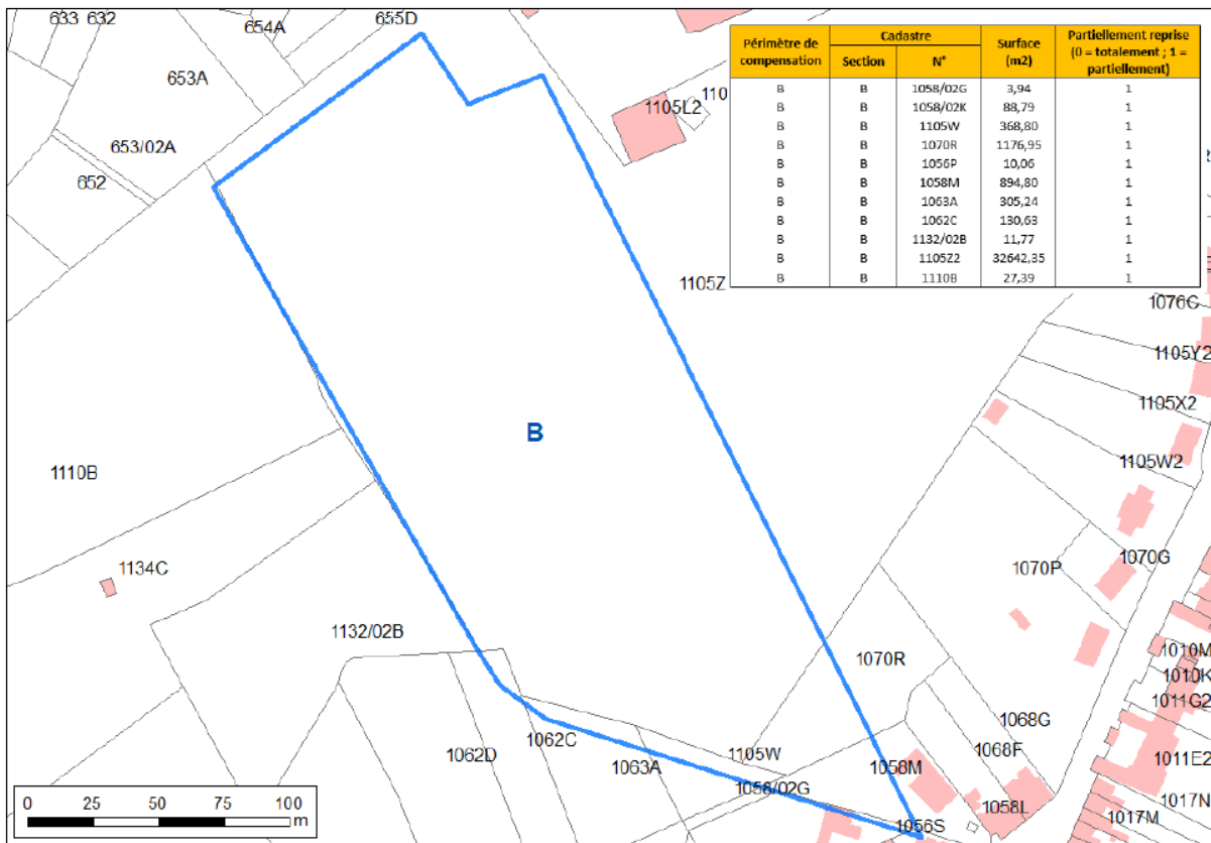 633 632
655D
654A
653A
653/02A
652
1105L2
110
Périmètre de compensation
Cadastre
Section
N°
Surface (m2)
Partiellement reprise (0 = totalement ; 1 = partiellement)
B B 1058/02G 3,94 1
B B 1058/02K 88,79 1
B B 1105W 368,80 1
B B 1070R 1176,95 1
B B 1056P 10,06 1
B B 1058M 894,80 1
B B 1063A 305,24 1
B B 1062C 130,63 1
B B 1132/02B 11,77 1
B B 1105Z2 32642,35 1
B B 1110B 27,39 1
1105Z
1076G
1105Y2
1105X2
B
1105W2
1110B
1134C
1070G
1070P
1132/02B
1070R
1010M
1010K
1011G2
1068G
1068F
1062D
1062C
1105W
1063A
1058M
1011E2
1058/02G
1058L
1017N
1056S
1017M
0 25 50 75 100
m